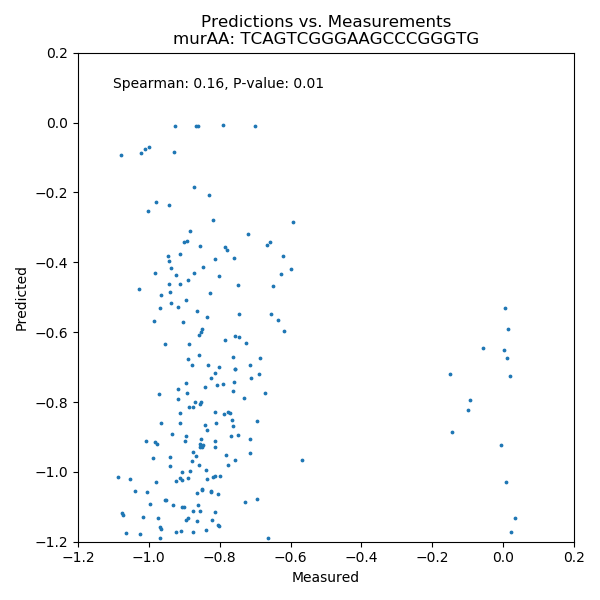 Predictions vs. Measurements
murAA: TCAGTCGGGAAGCCCGGGTG
Spearman: 0.16, P-value: 0.01
0.2
0.0
−0.2
−0.4
−0.6
−0.8
−1.0
−1.2
Predicted
−1.2 −1.0 −0.8 −0.6 −0.4 −0.2 0.0 0.2
Measured